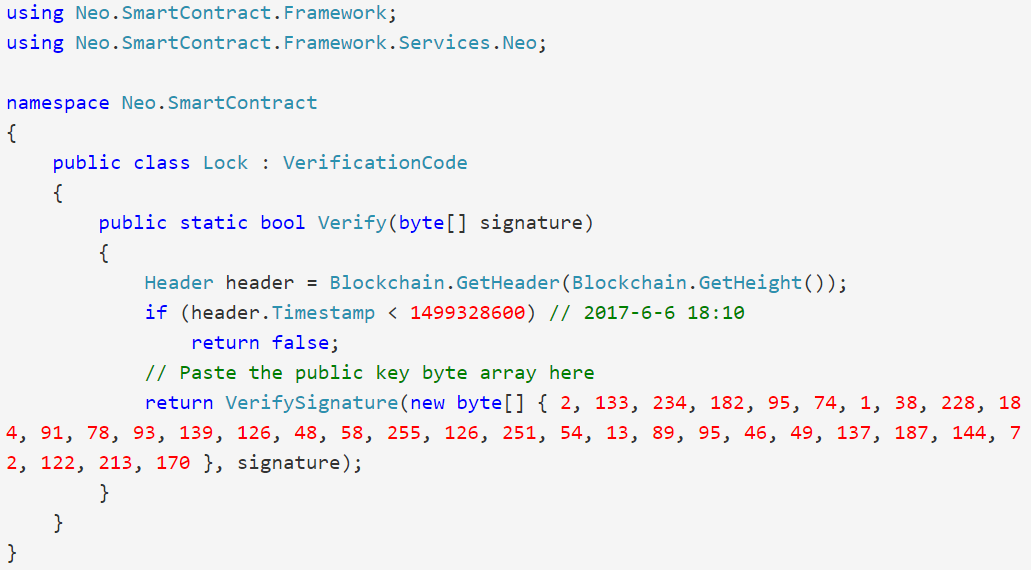 using Neo.SmartContract.Framework;
using Neo.SmartContract.Framework.Services.Neo;

namespace Neo.SmartContract
{
    public class Lock : VerificationCode
    {
        public static bool Verify(byte[] signature)
        {
            Header header = Blockchain.GetHeader(Blockchain.GetHeight());
            if (header.Timestamp < 1499328600) // 2017-6-6 18:10
                return false;
            // Paste the public key byte array here
            return VerifySignature(new byte[] { 2, 133, 234, 182, 95, 74, 1, 38, 228, 18
4, 91, 78, 93, 139, 126, 48, 58, 255, 126, 251, 54, 13, 89, 95, 46, 49, 137, 187, 144, 7
2, 122, 213, 170 }, signature);
        }
    }
}